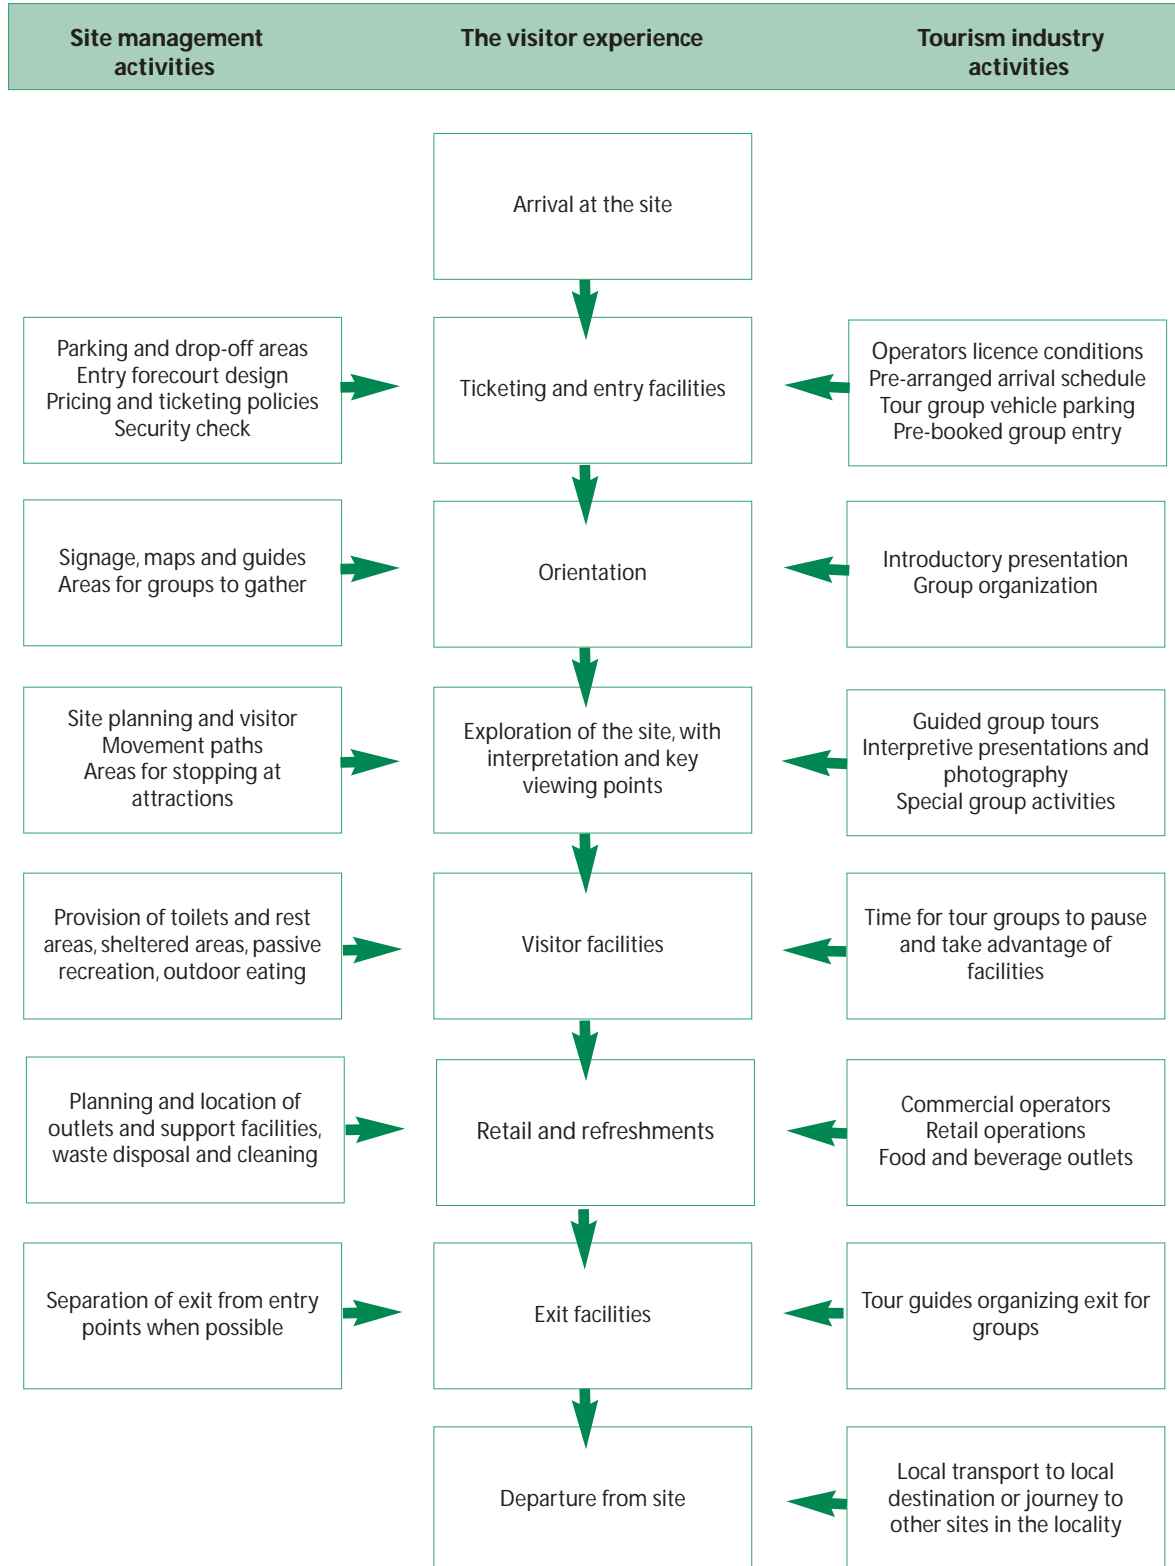 Site management
activities
The visitor experience
Tourism industry
activities
Arrival at the site
Parking and drop-off areas
Entry forecourt design
Pricing and ticketing policies
Security check
Ticketing and entry facilities
Operators licence conditions
Pre-arranged arrival schedule
Tour group vehicle parking
Pre-booked group entry
Signage, maps and guides
Areas for groups to gather
Orientation
Introductory presentation
Group organization
Site planning and visitor
Movement paths
Areas for stopping at
attractions
Exploration of the site, with
interpretation and key
viewing points
Guided group tours
Interpretive presentations and
photography
Special group activities
Provision of toilets and rest
areas, sheltered areas, passive
recreation, outdoor eating
Visitor facilities
Time for tour groups to pause
and take advantage of
facilities
Planning and location of
outlets and support facilities,
waste disposal and cleaning
Retail and refreshments
Commercial operators
Retail operations
Food and beverage outlets
Separation of exit from entry
points when possible
Exit facilities
Tour guides organizing exit for
groups
Departure from site
Local transport to local
destination or journey to
other sites in the locality